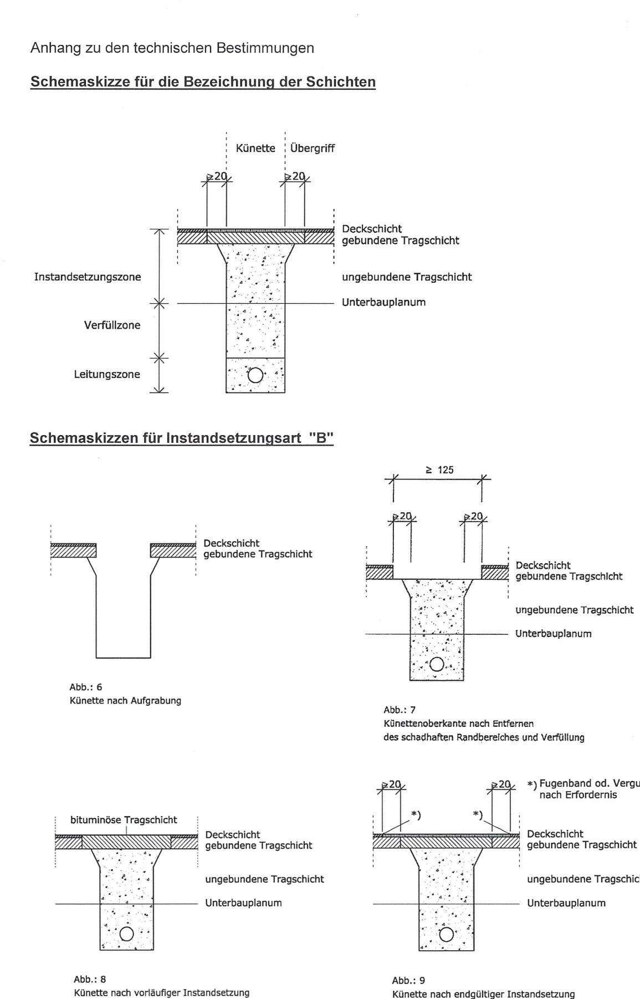 Anhang zu den technischen Bestimmungen
Schemaskizze für die Bezeichnung der Schichten
Künette
Übergriff
≥20
≥20
Deckschicht
gebundene Tragschicht
Instandsetzungszone
ungebundene Tragschicht
Unterbauplanum
Verfüllzone
Leitungszone
Schemaskizzen für Instandsetzungsart "B"
Deckschicht
gebundene Tragschicht
Abb.: 6
Künette nach Aufgrabung
≥ 125
≥20
≥20
Deckschicht
gebundene Tragschicht
ungebundene Tragschicht
Unterbauplanum
Abb.: 7
Künettenoberkante nach Entfernen
des schadhaften Randbereiches und Verfüllung
bituminöse Tragschicht
Deckschicht
gebundene Tragschicht
ungebundene Tragschicht
Unterbauplanum
Abb.: 8
Künette nach vorläufiger Instandsetzung
≥20
≥20
*) Fugenband od.
nach Erfordernis
*)
*)
Deckschicht
gebundene Tragschicht
ungebundene
Unterbauplanum
Abb.: 9
Künette nach endgültiger Instandsetzung